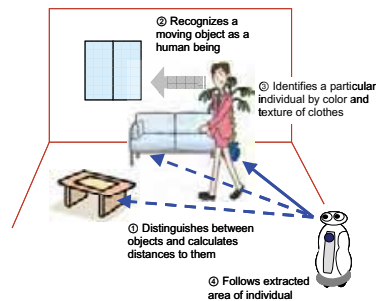 ② Recognizes a
moving object as a
human being
③ Identifies a particular
individual by color and
texture of clothes
① Distinguishes between
objects and calculates
distances to them
④ Follows extracted
area of individual